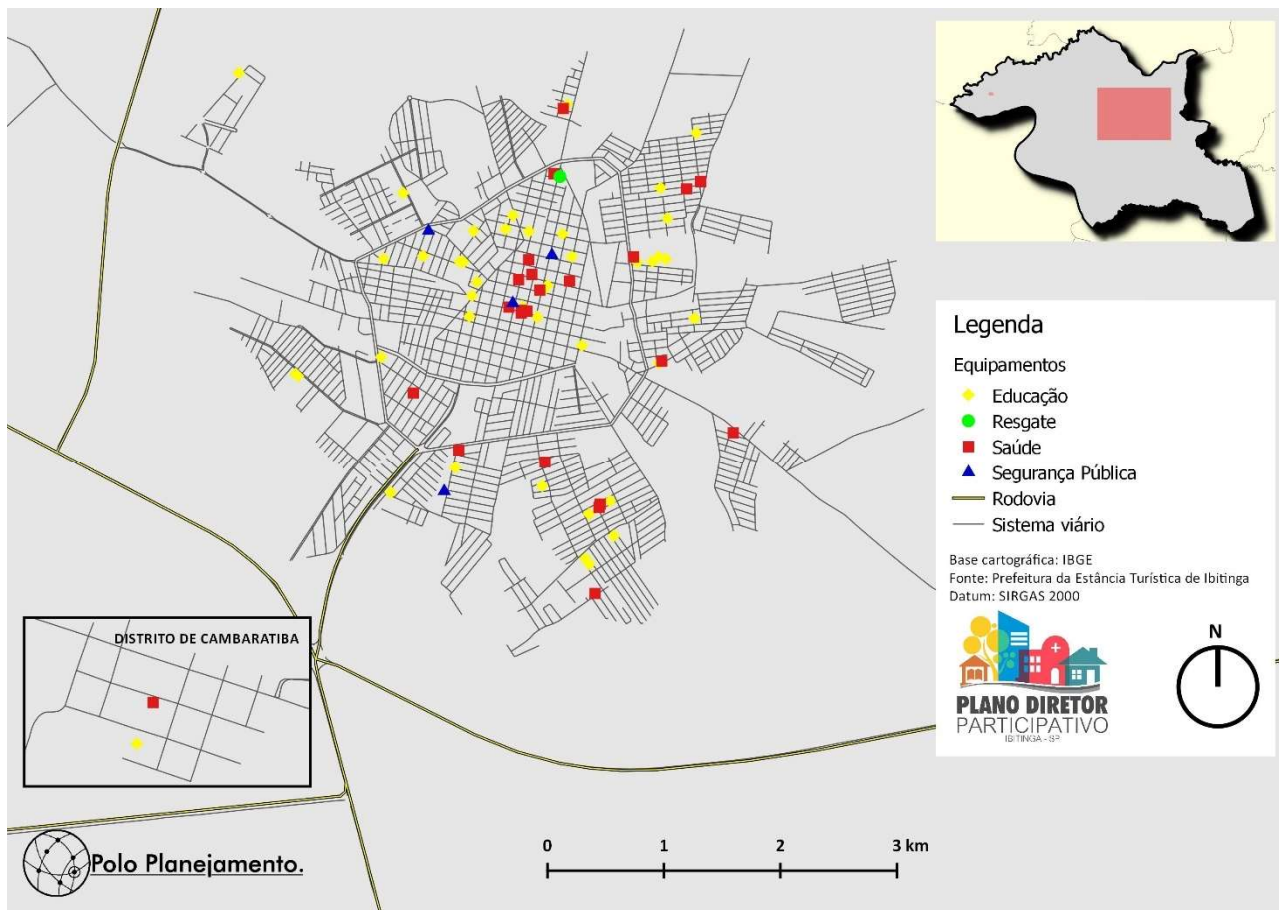 Legenda
Equipamentos
Educação
Resgate
Saúde
Segurança Pública
Rodovia
Sistema viário
Base cartográfica: IBGE
Fonte: Prefeitura da Estância Turística de Ibitinga
Datum: SIRGAS 2000
PLANO DIRETOR
PARTICIPATIVO
IBITINGA - SP
N
DISTRITO DE CAMBARATIBA
Polo Planejamento.
0 1 2 3 km